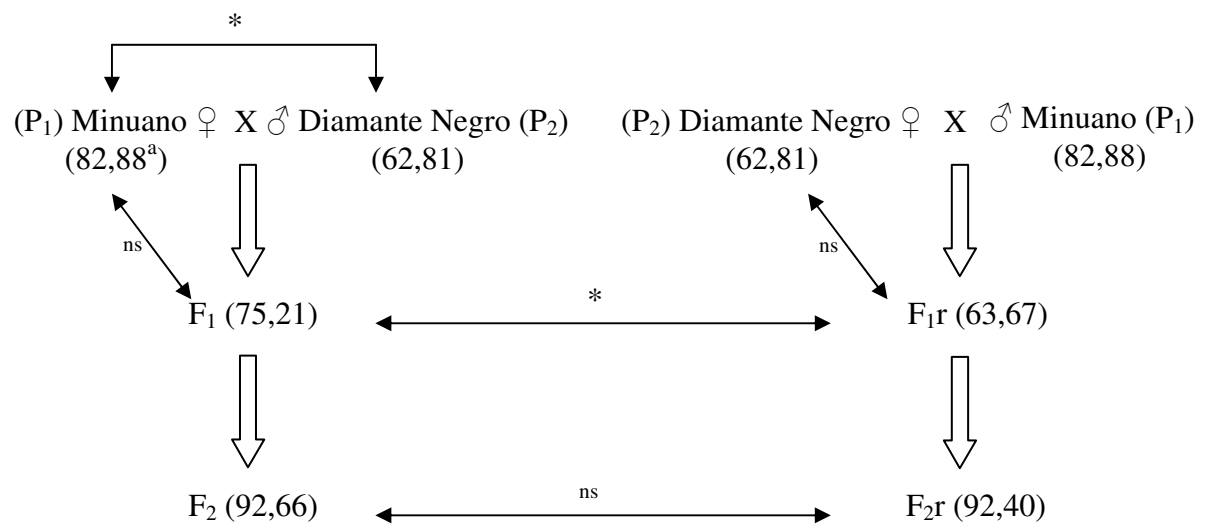 *
(P₁) Minuano ♀ X ♂ Diamante Negro (P₂)
(P₂) Diamante Negro ♀ X ♂ Minuano (P₁)
(82,88ᵃ) (62,81)
(62,81) (82,88)
ns
ns
*
F₁ (75,21)
F₁r (63,67)
ns
F₂ (92,66)
F₂r (92,40)